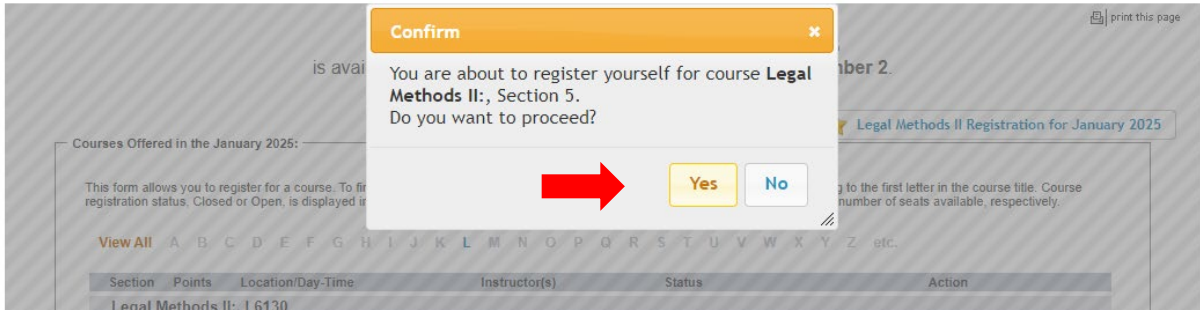 print this page
Confirm
is avai
mber 2.
You are about to register yourself for course Legal
Methods II:, Section 5.
Do you want to proceed?
Legal Methods II Registration for January 2025
Courses Offered in the January 2025:
Yes No
This form allows you to register for a course. To fi
g to the first letter in the course title. Course
registration status, Closed or Open, is displayed i
number of seats available, respectively.
View All A B C D E F G H I J K L M N O P Q R S T U V W X Y Z etc.
Section Points Location/Day-Time Instructor(s) Status Action
Legal Methods II:, L6130